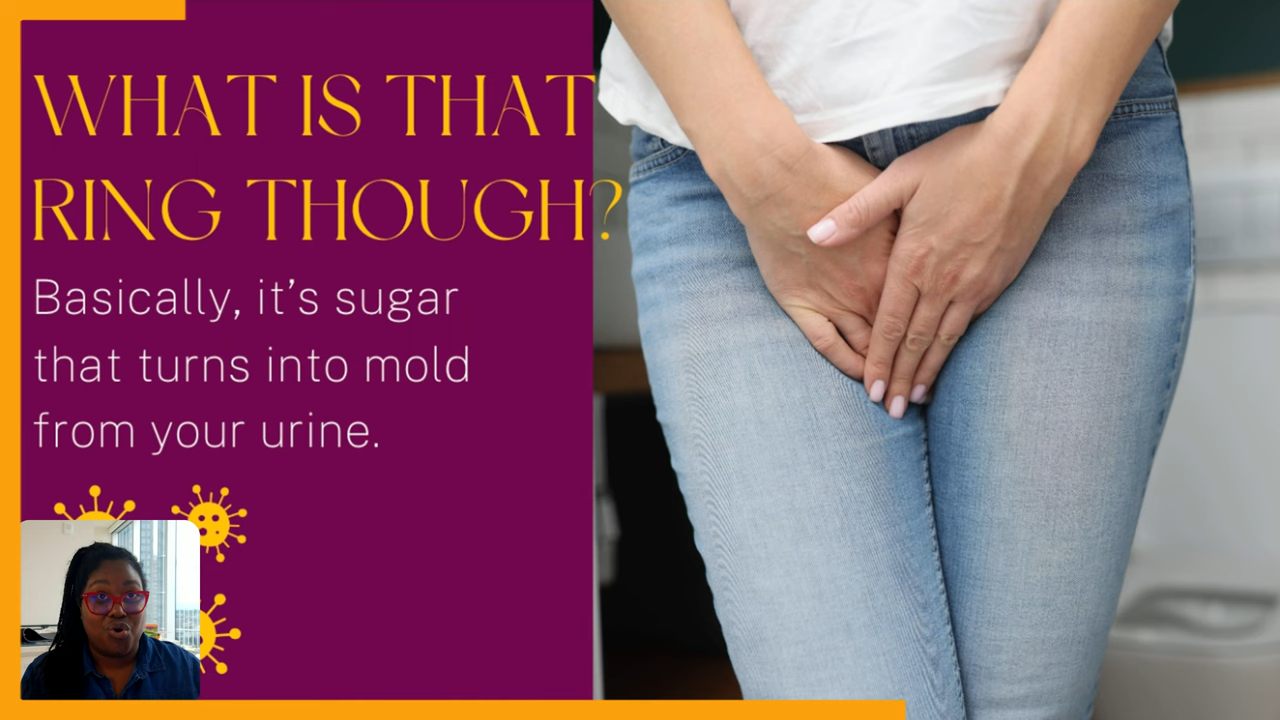 WHAT IS THAT
RING THOUGH?
Basically, it’s sugar
that turns into mold
from your urine.